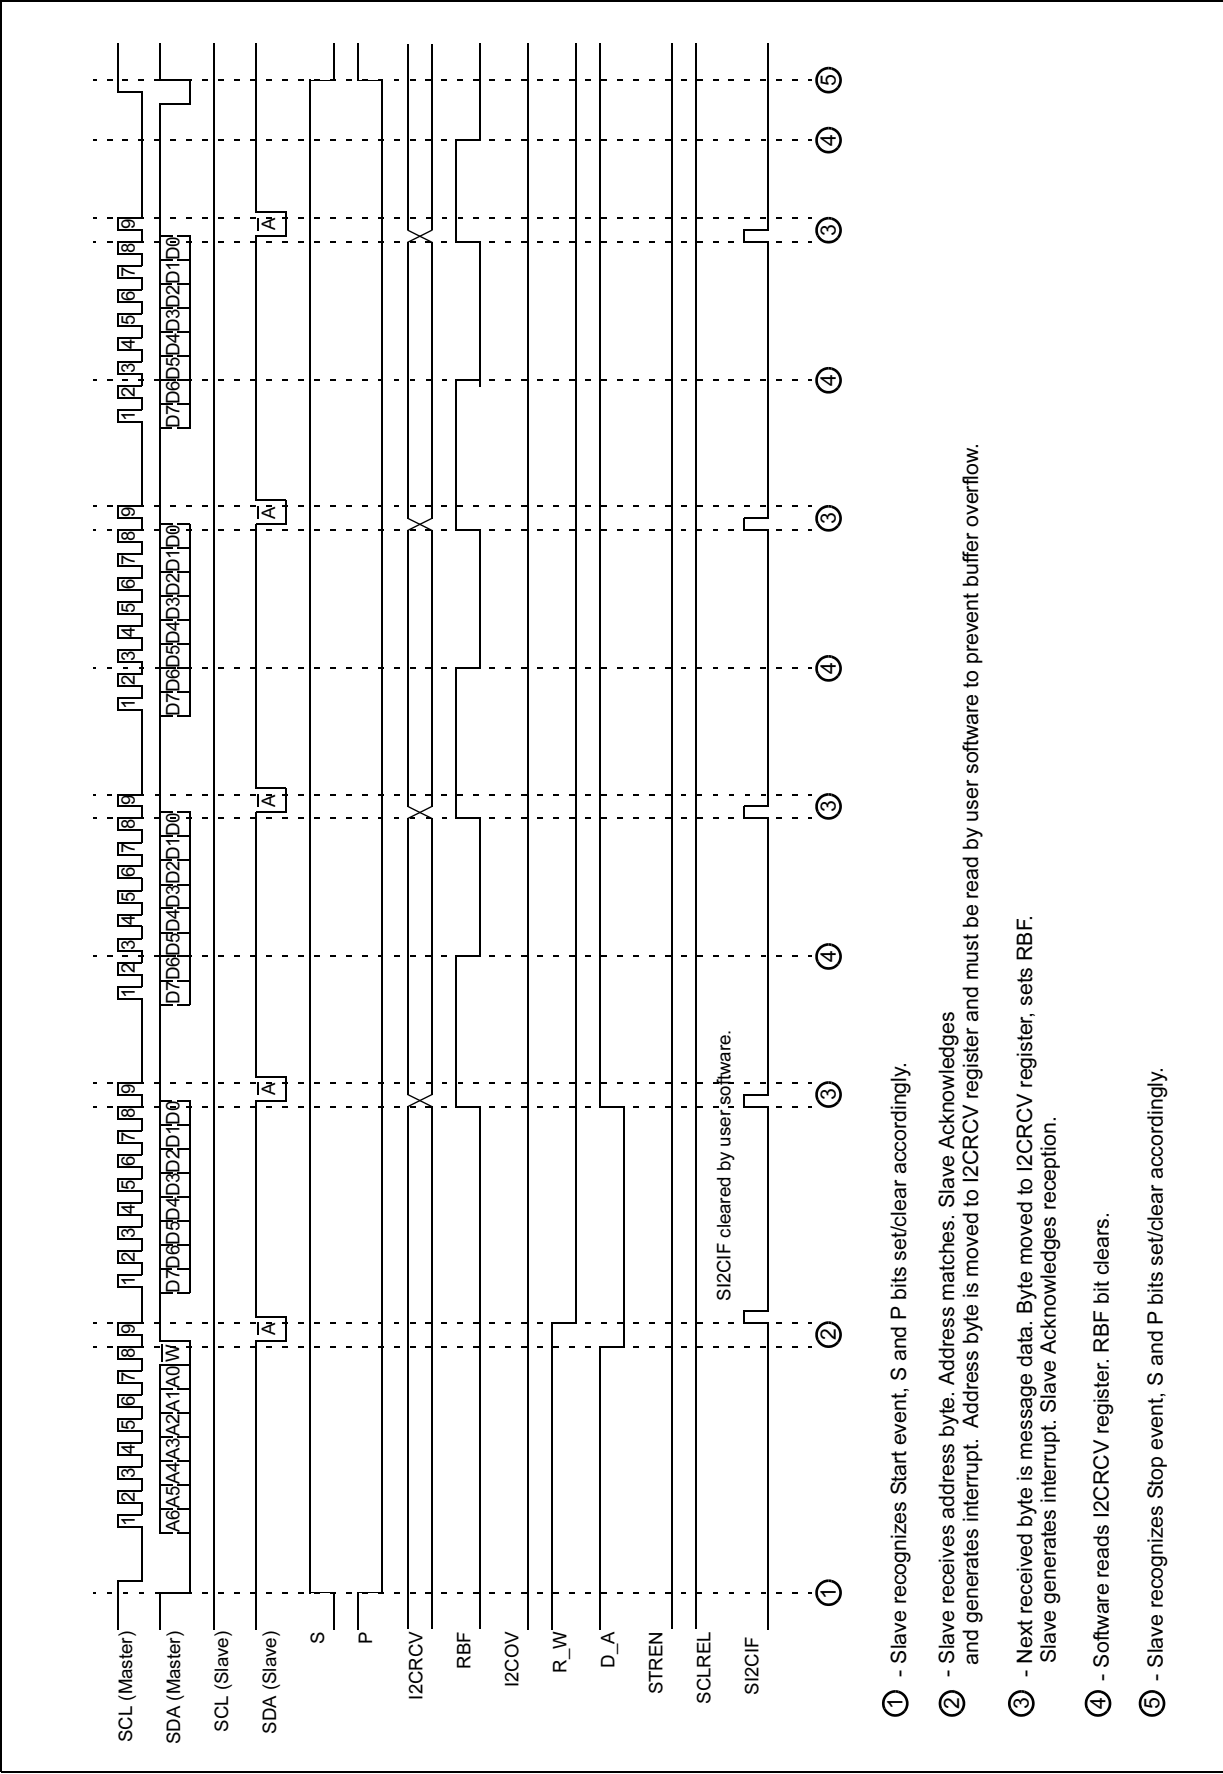 SCL (Master)
1 2 3 4 5 6 7 8 9 1 2 3 4 5 6 7 8 9 1 2 3 4 5 6 7 8 9 1 2 3 4 5 6 7 8 9 1 2 3 4 5 6 7 8 9
SDA (Master)
A6 A5 A4 A3 A2 A1 A0 W D7 D6 D5 D4 D3 D2 D1 D0 D7 D6 D5 D4 D3 D2 D1 D0 D7 D6 D5 D4 D3 D2 D1 D0 D7 D6 D5 D4 D3 D2 D1 D0
SCL (Slave)
SDA (Slave)
A A A A A
S
P
I2CRCV
RBF
I2COV
R_W
D_A
STREN
SCLREL
SI2CIF cleared by user software.
SI2CIF
1 2 3 4 3 4 3 4 3 4 5
1 - Slave recognizes Start event, S and P bits set/clear accordingly.
2 - Slave receives address byte. Address matches. Slave Acknowledges
and generates interrupt. Address byte is moved to I2CRCV register and must be read by user software to prevent buffer overflow.
3 - Next received byte is message data. Byte moved to I2CRCV register, sets RBF.
Slave generates interrupt. Slave Acknowledges reception.
4 - Software reads I2CRCV register. RBF bit clears.
5 - Slave recognizes Stop event, S and P bits set/clear accordingly.